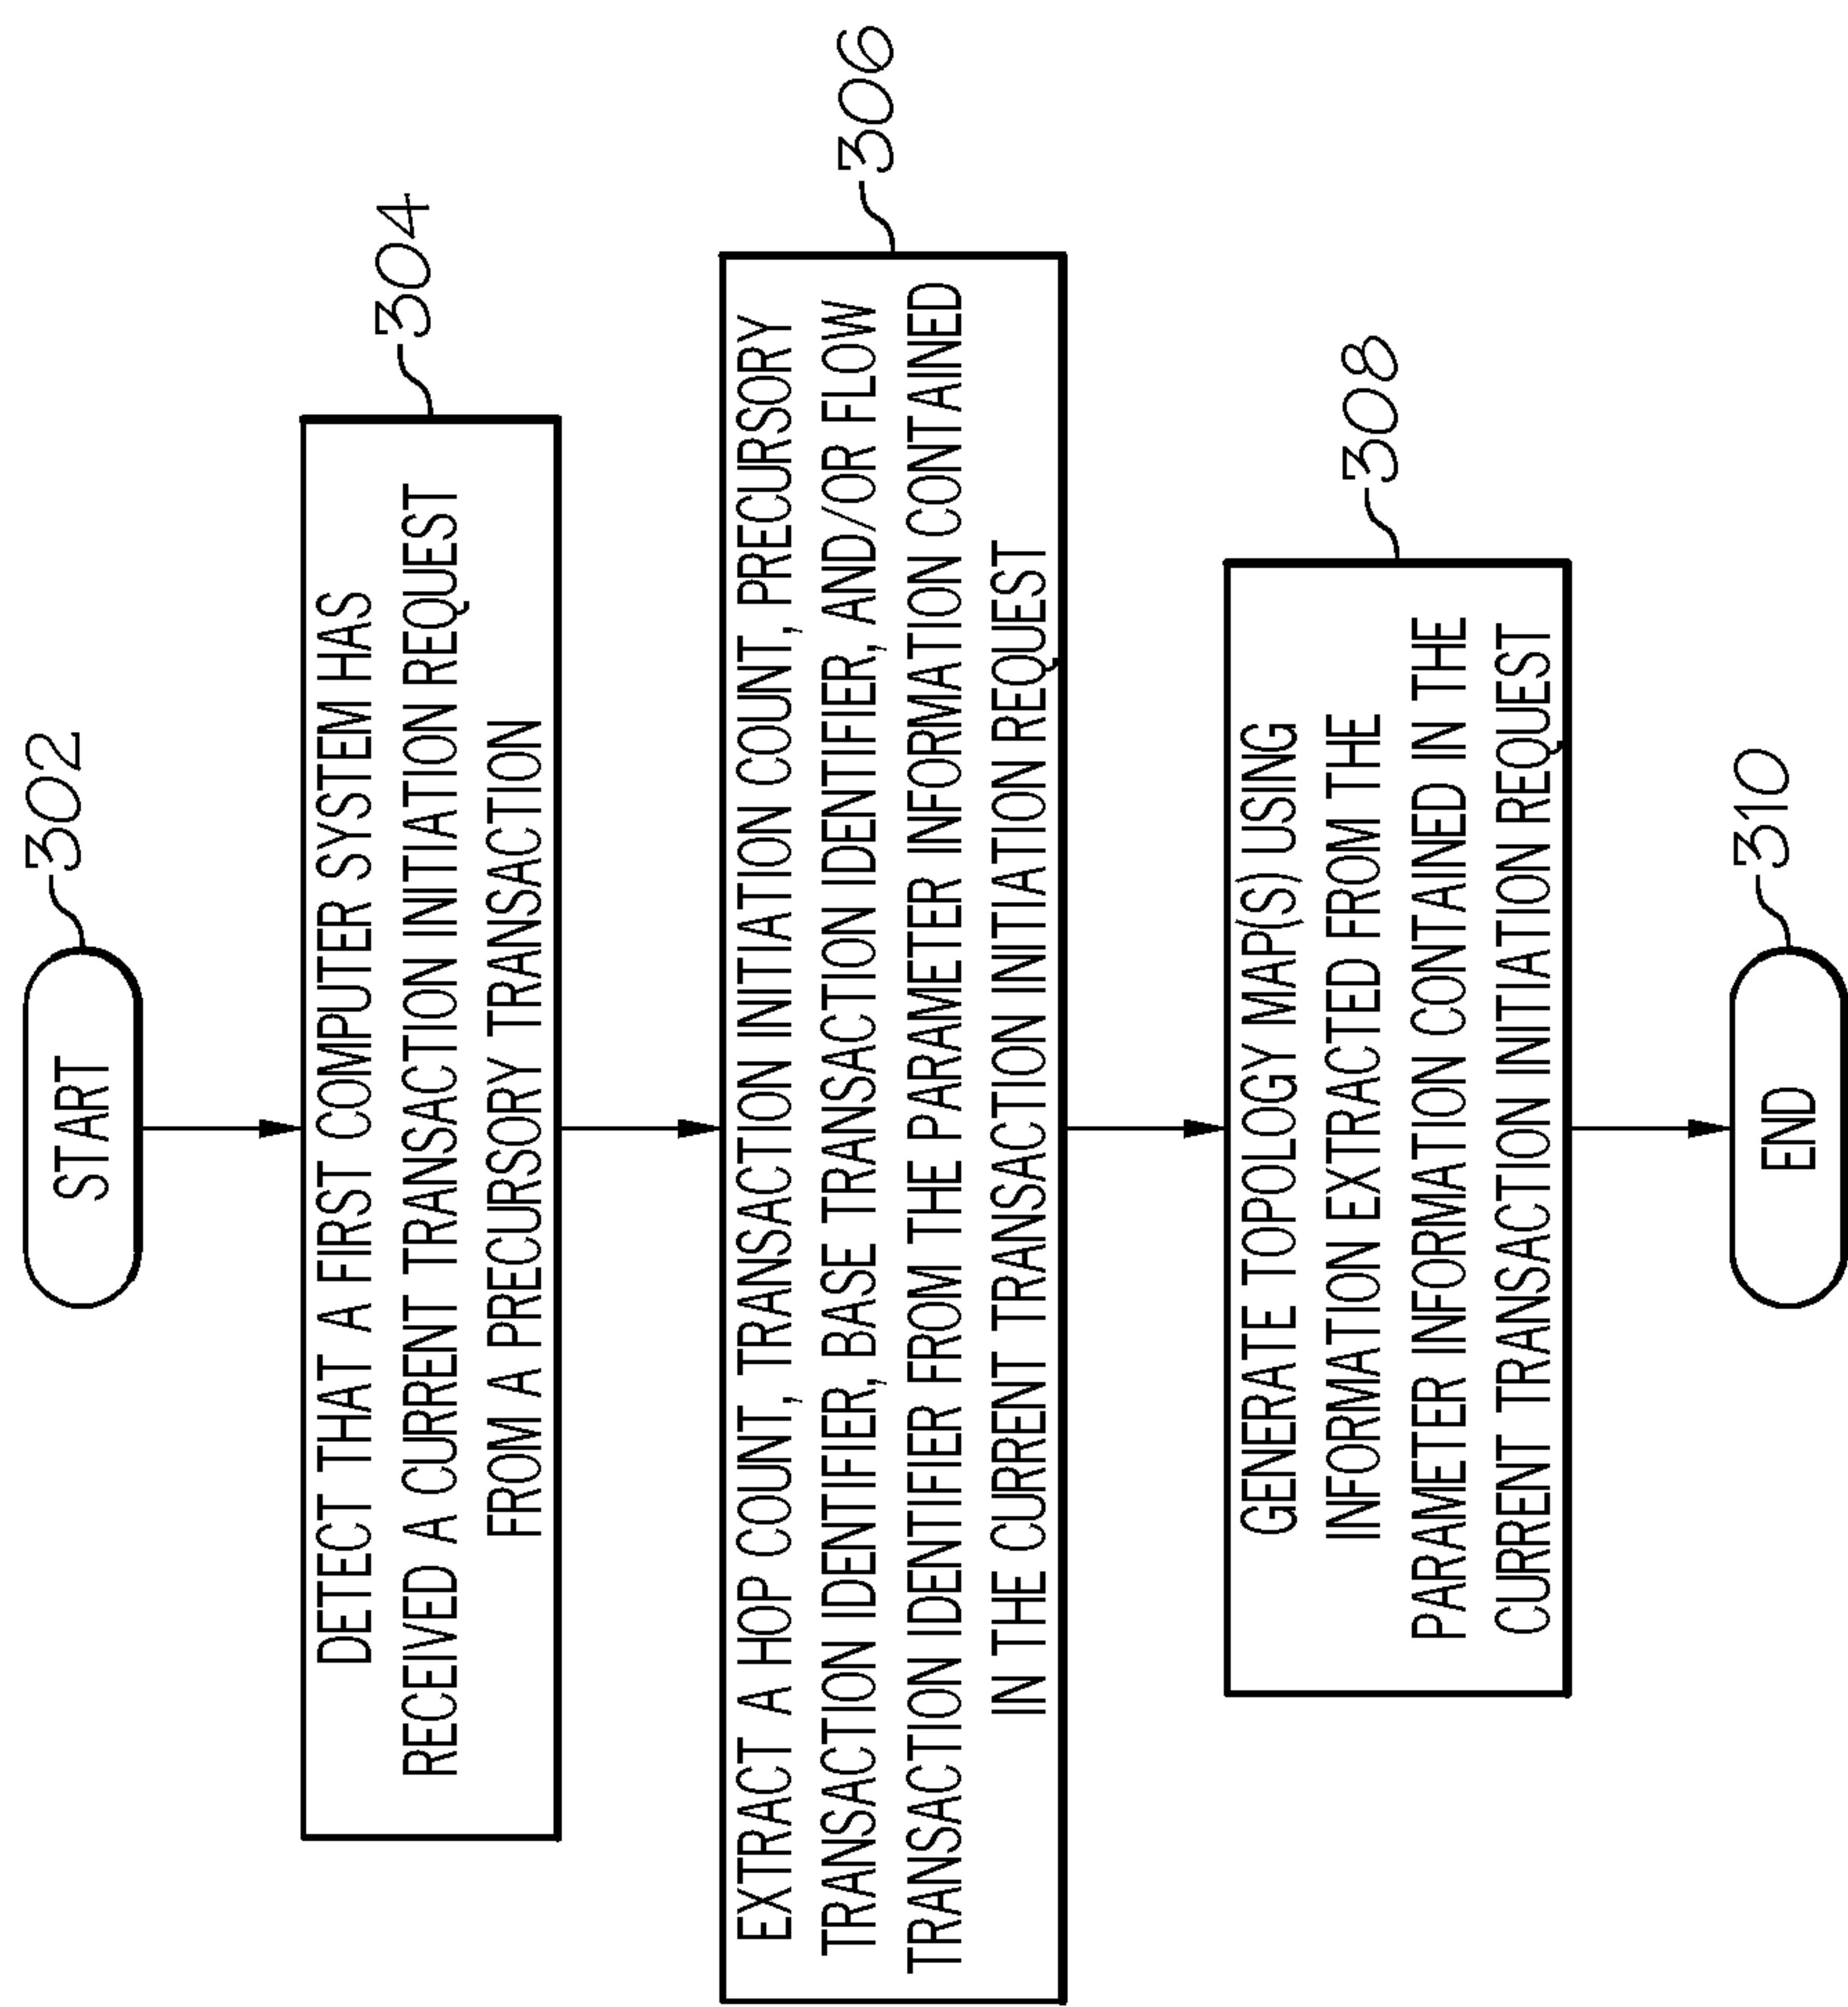 302
START
304
DETECT THAT A FIRST COMPUTER SYSTEM HAS
RECEIVED A CURRENT TRANSACTION INITIATION REQUEST
FROM A PRECURSORY TRANSACTION
306
EXTRACT A HOP COUNT, TRANSACTION INITIATION COUNT, PRECURSORY
TRANSACTION IDENTIFIER, BASE TRANSACTION IDENTIFIER, AND/OR FLOW
TRANSACTION IDENTIFIER FROM THE PARAMETER INFORMATION CONTAINED
IN THE CURRENT TRANSACTION INITIATION REQUEST
308
GENERATE TOPOLOGY MAP(S) USING
INFORMATION EXTRACTED FROM THE
PARAMETER INFORMATION CONTAINED IN THE
CURRENT TRANSACTION INITIATION REQUEST
310
END